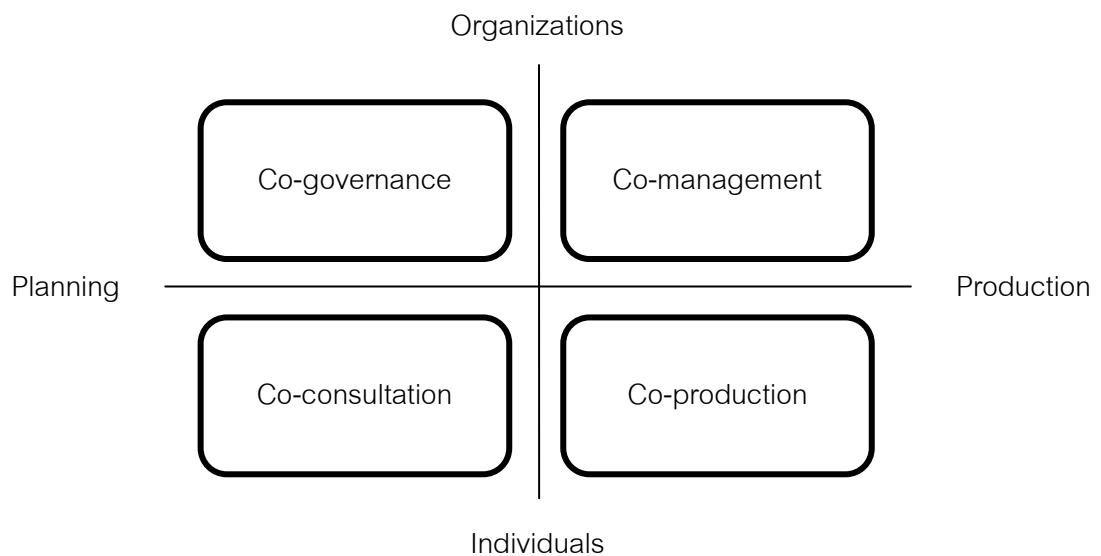 Organizations
Co-governance
Co-management
Planning
Production
Co-consultation
Co-production
Individuals